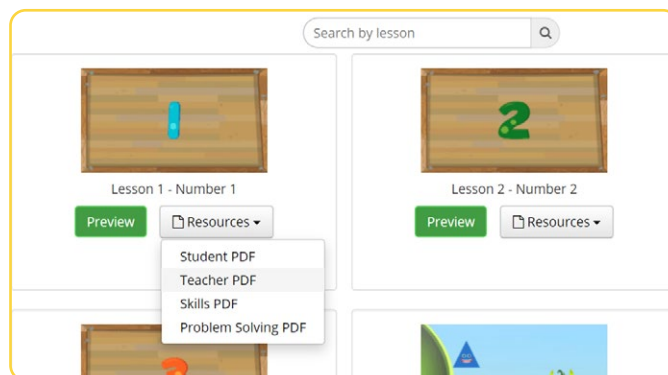 Search by lesson
1
2
Lesson 1 - Number 1
Lesson 2 - Number 2
Preview
Resources
Preview
Resources
Student PDF
Teacher PDF
Skills PDF
Problem Solving PDF
3